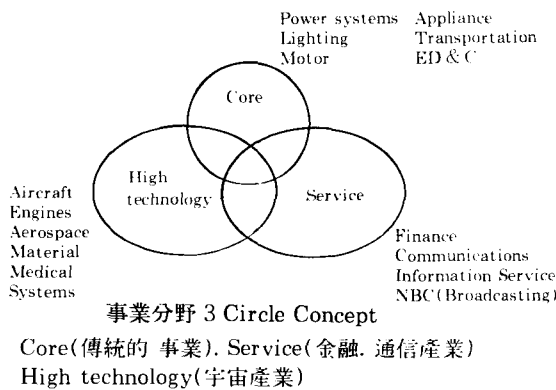 Power systems Appliance
Lighting Transportation
Motor ED & C
Core
High
technology
Service
Aircraft
Engines
Aerospace
Material
Medical
Systems
Finance
Communications
Information Service
NBC(Broadcasting)
事業分野 3 Circle Concept
Core(傳統的 事業). Service(金融. 通信產業)
High technology(宇宙產業)